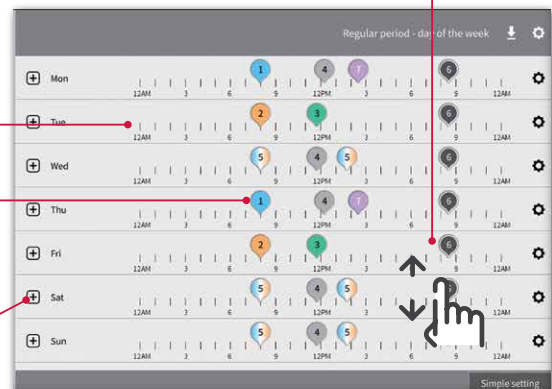 Regular period - day of the week
Mon 1 4 7 6
12AM 3 6 9 12PM 3 6 9 12AM
Tue 2 3 6
12AM 3 6 9 12PM 3 6 9 12AM
Wed 5 4 5 6
12AM 3 6 9 12PM 3 6 9 12AM
Thu 1 4 7 6
12AM 3 6 9 12PM 3 6 9 12AM
Fri 2 3 6
12AM 3 6 9 12PM 3 6 9 12AM
Sat 5 4 5
12AM 3 6 9 12PM 3 6 12AM
Sun 5 4 5
12AM 3 6 9 12PM 3 6 9 12AM
Simple setting